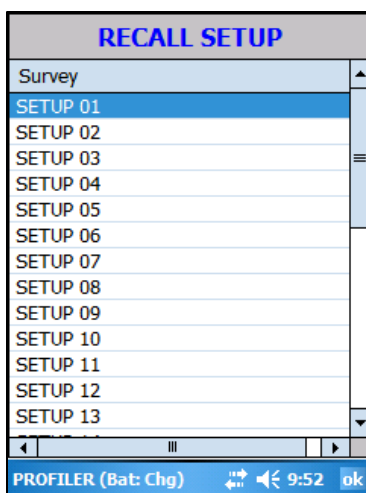 RECALL SETUP
Survey
SETUP 01
SETUP 02
SETUP 03
SETUP 04
SETUP 05
SETUP 06
SETUP 07
SETUP 08
SETUP 09
SETUP 10
SETUP 11
SETUP 12
SETUP 13
PROFILER (Bat: Chg) 9:52 ok